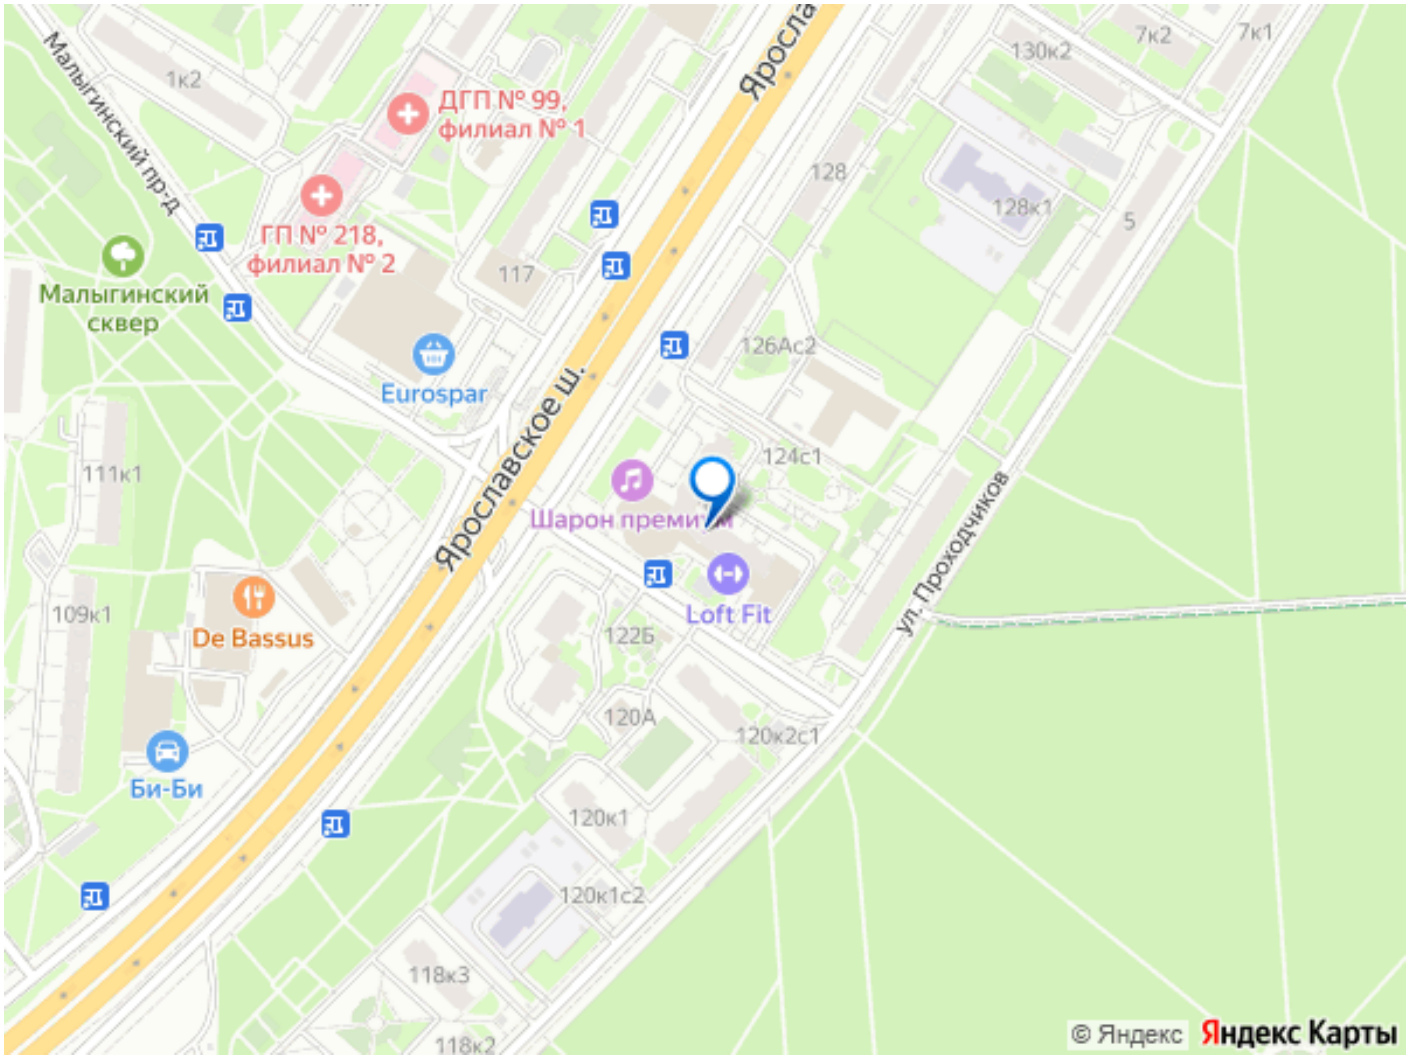 Яросла
130к2
7к2
7к1
Малыгинский пр-д
1к2
ДГП № 99,
филиал № 1
128
128к1
5
ГП № 218,
филиал № 2
117
Малыгинский
сквер
126Ас2
Eurospar
Ярославское ш.
111к1
124с1
Шарон премиум
ул. Проходчиков
Loft Fit
109к1
De Bassus
122Б
120А
120к2с1
Би-Би
120к1
120к1с2
118к3
118к2
© Яндекс
Яндекс Карты